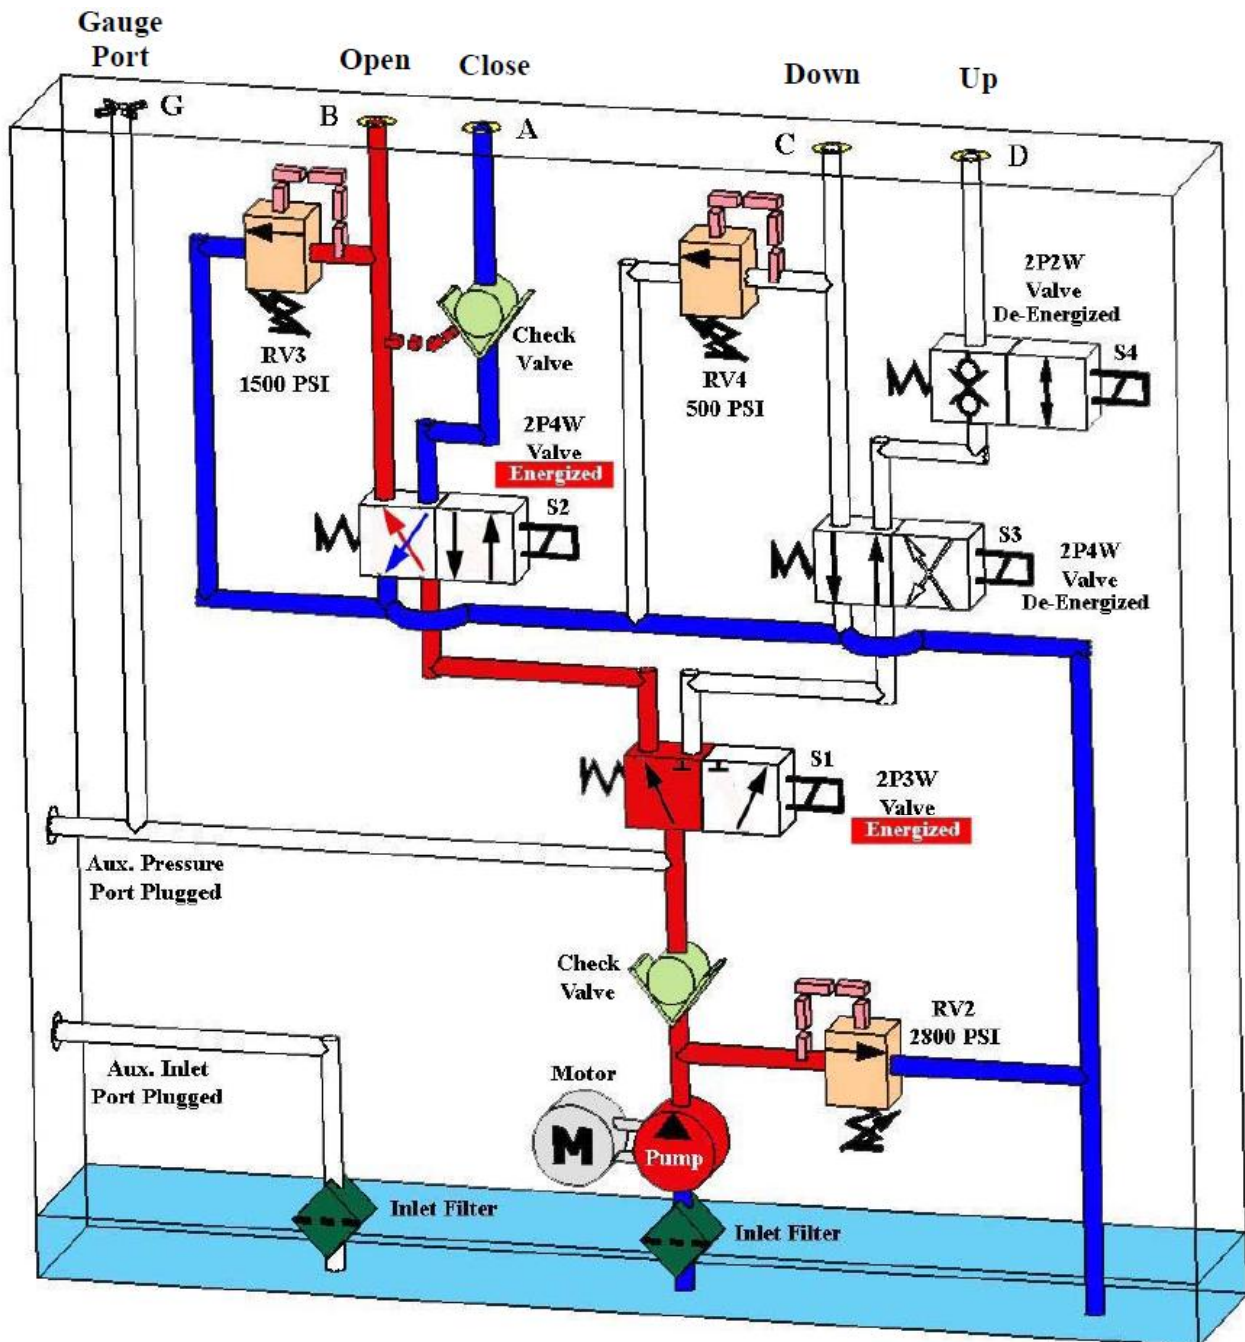 Gauge
Port
Open
Close
Down
Up
G
B
A
C
D
RV3
1500 PSI
Check
Valve
RV4
500 PSI
2P2W
Valve
De-Energized
S4
2P4W
Valve
Energized
S2
S3
2P4W
Valve
De-Energized
S1
2P3W
Valve
Energized
Aux. Pressure
Port Plugged
Check
Valve
RV2
2800 PSI
Aux. Inlet
Port Plugged
Motor
M
Pump
Inlet Filter
Inlet Filter